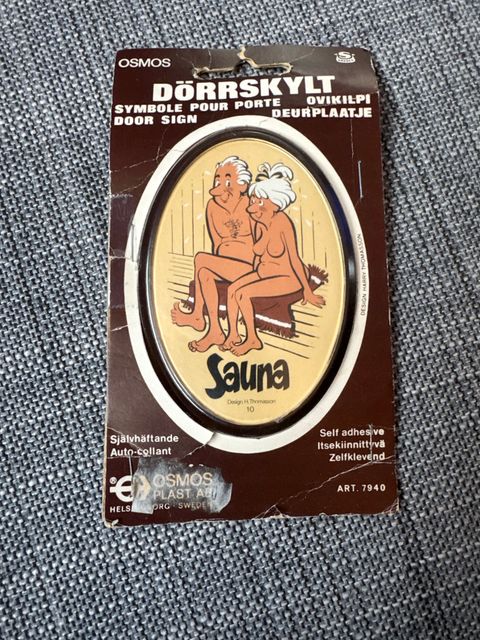 OSMOS
DÖRRSKYLT
SYMBOLE POUR PORTE OVIKILPI
DOOR SIGN DEURPLAATJE
DESIGN HARRY THOMASSON
Sauna
Design H. Thomasson
10
Självhäftande
Auto-collant
Self adhesive
Itsekiinnittyvä
Zelfklevend
OSMOS
PLAST AB
SWEDEN
ART. 7940